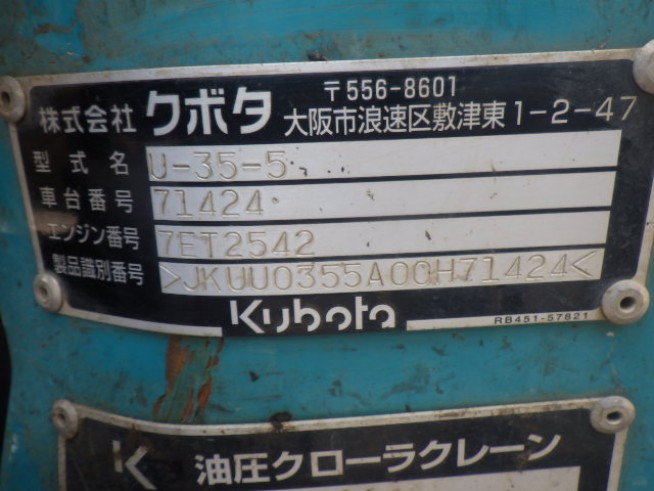 〒556-8601
株式会社 クボタ 大阪市浪速区敷津東1-2-47
型式名 U-35-5
車台番号 71424
エンジン番号 7ET2542
製品識別番号 >JKUU0355A00H71424<
Kubota
RB451-57821
K 油圧クローラクレーン